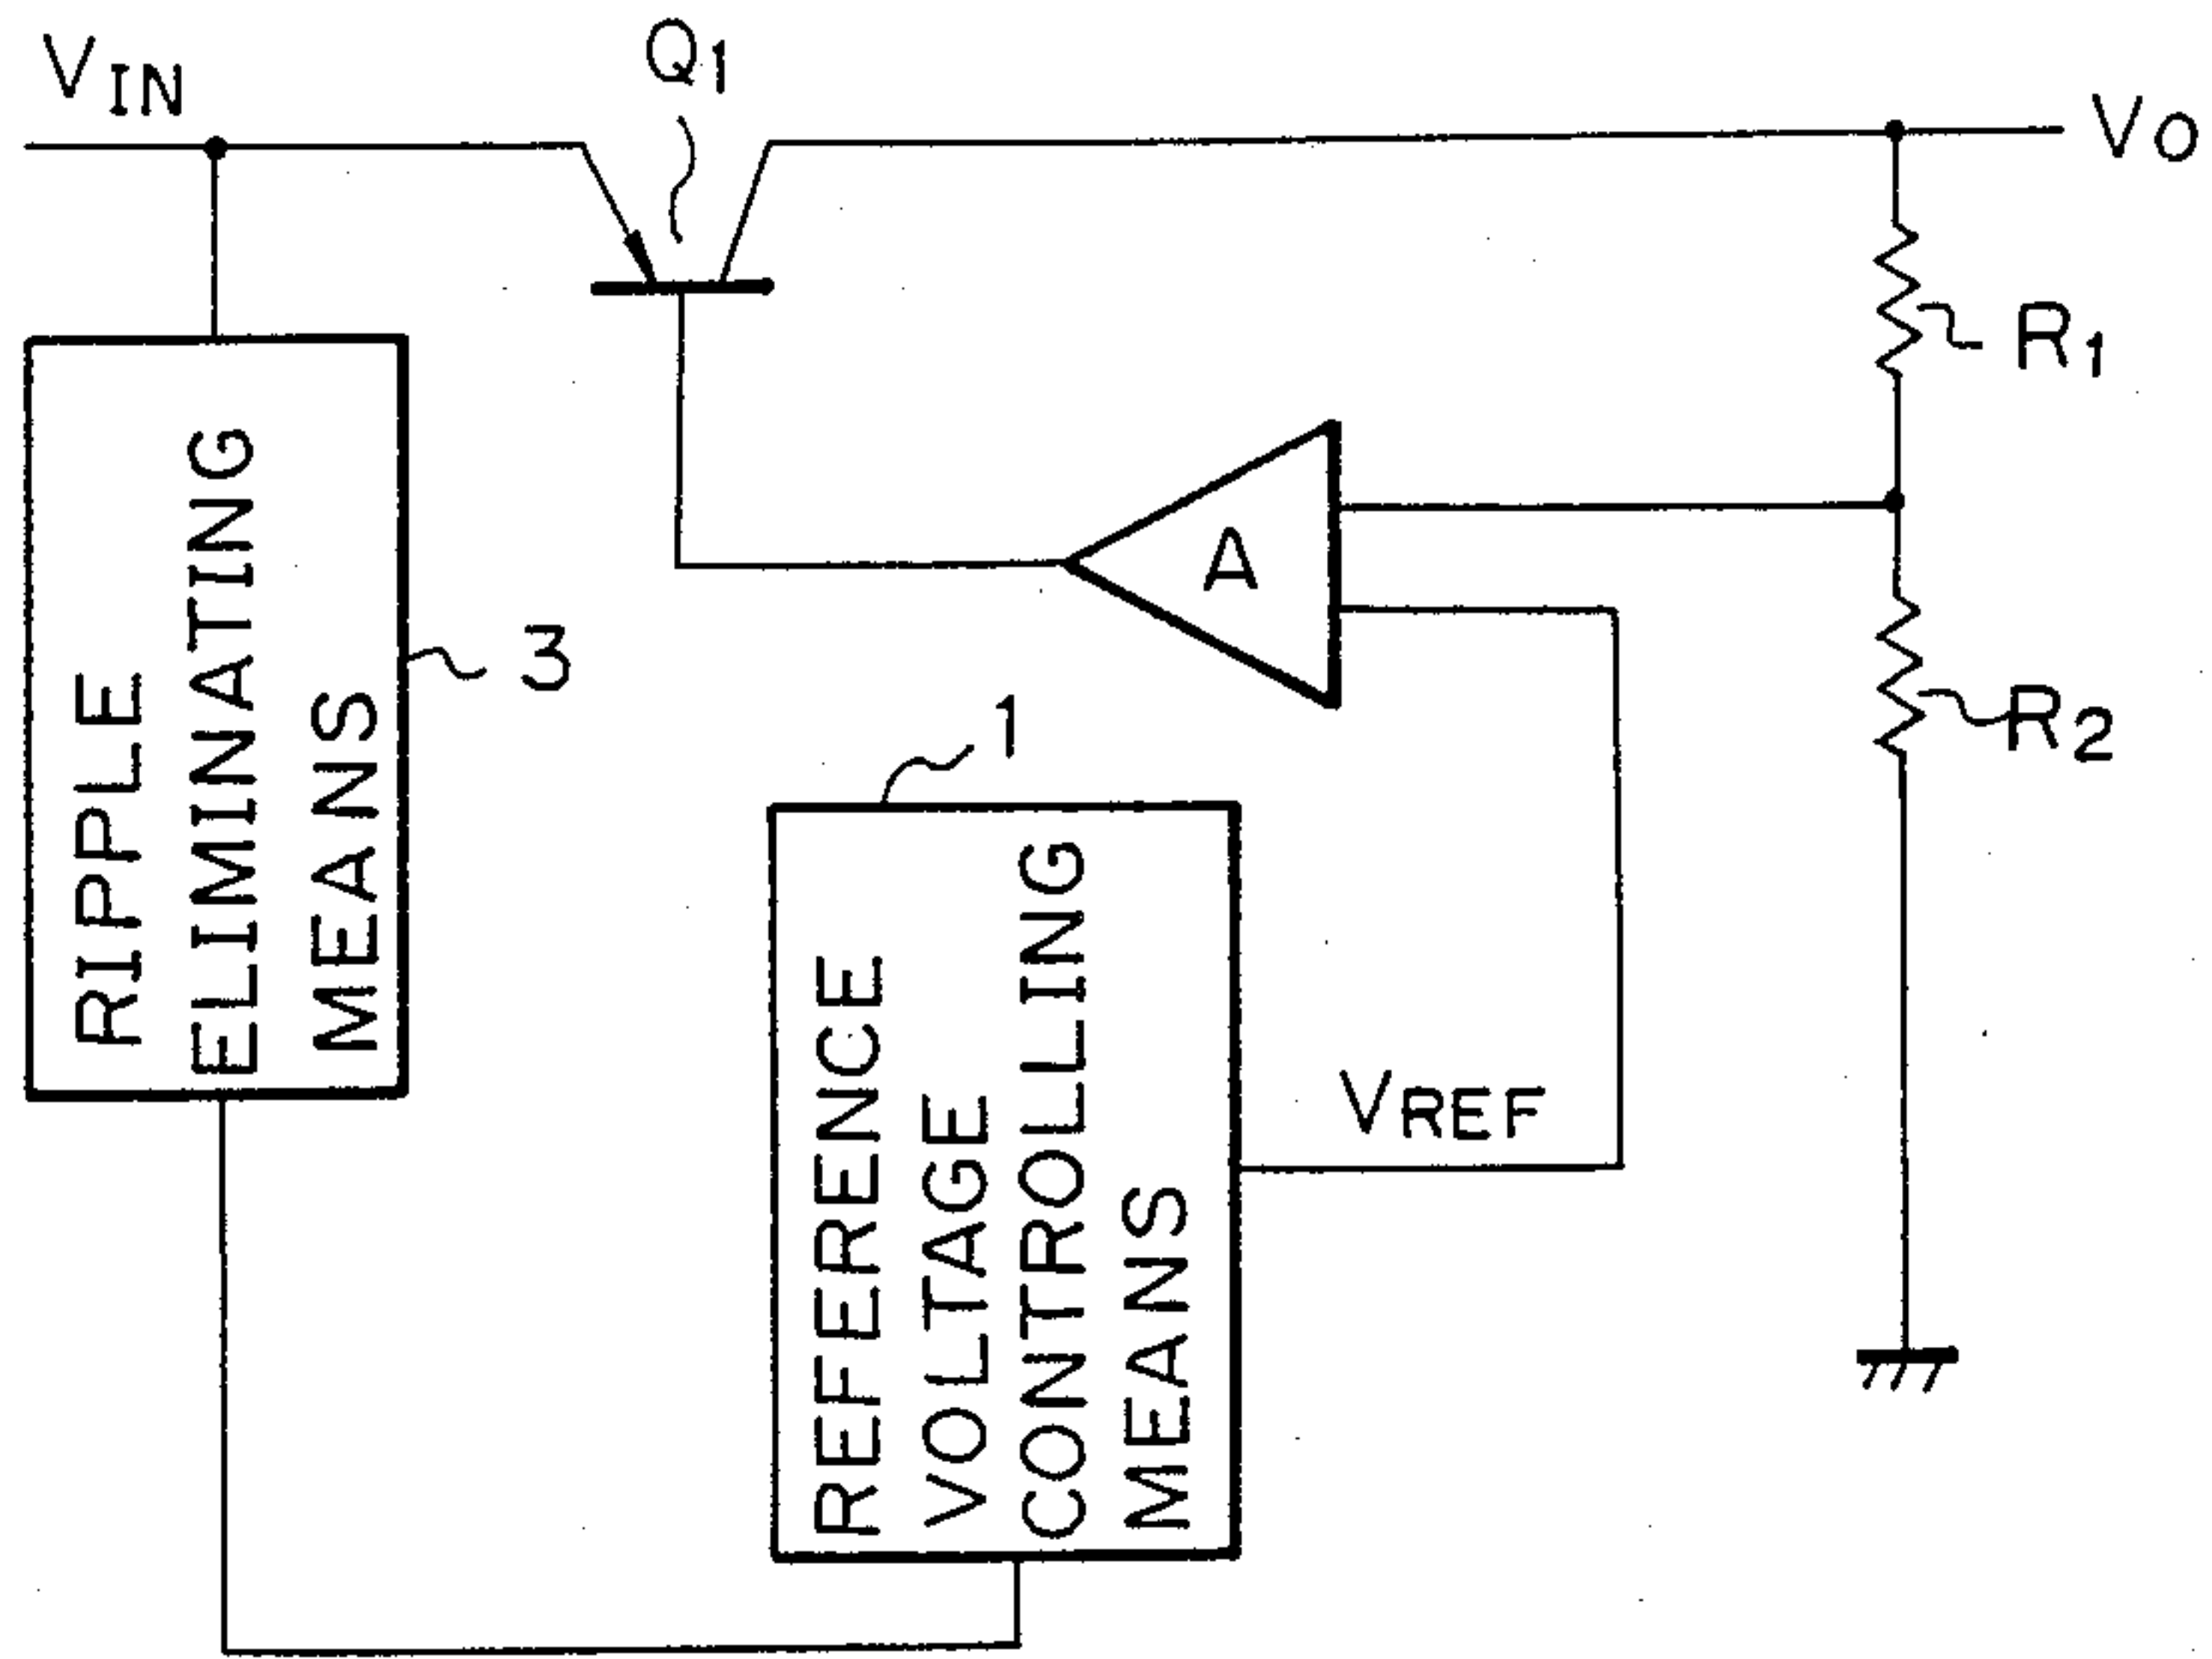 VIN
Q1
VO
R1
A
RIPPLE
ELIMINATING
MEANS
3
R2
1
REFERENCE
VOLTAGE
CONTROLLING
MEANS
VREF